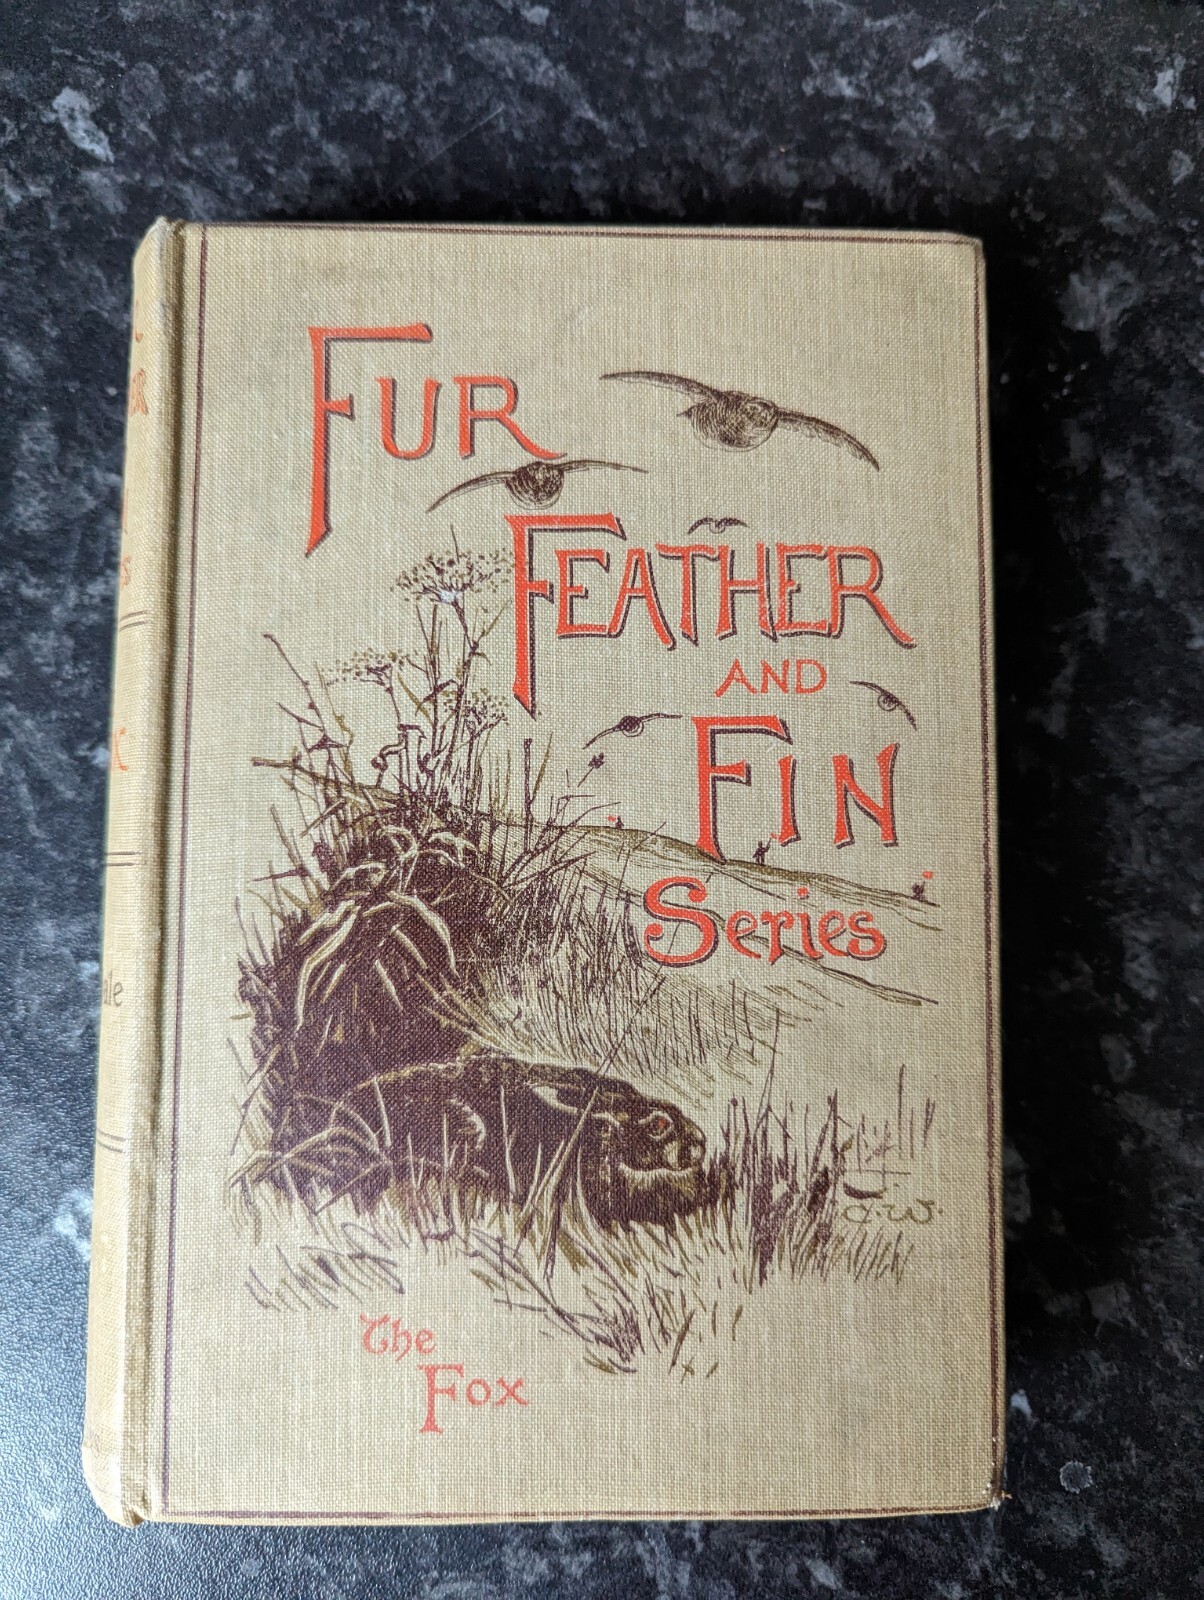 FUR
FEATHER
AND
FIN
Series
C.W.
The
Fox